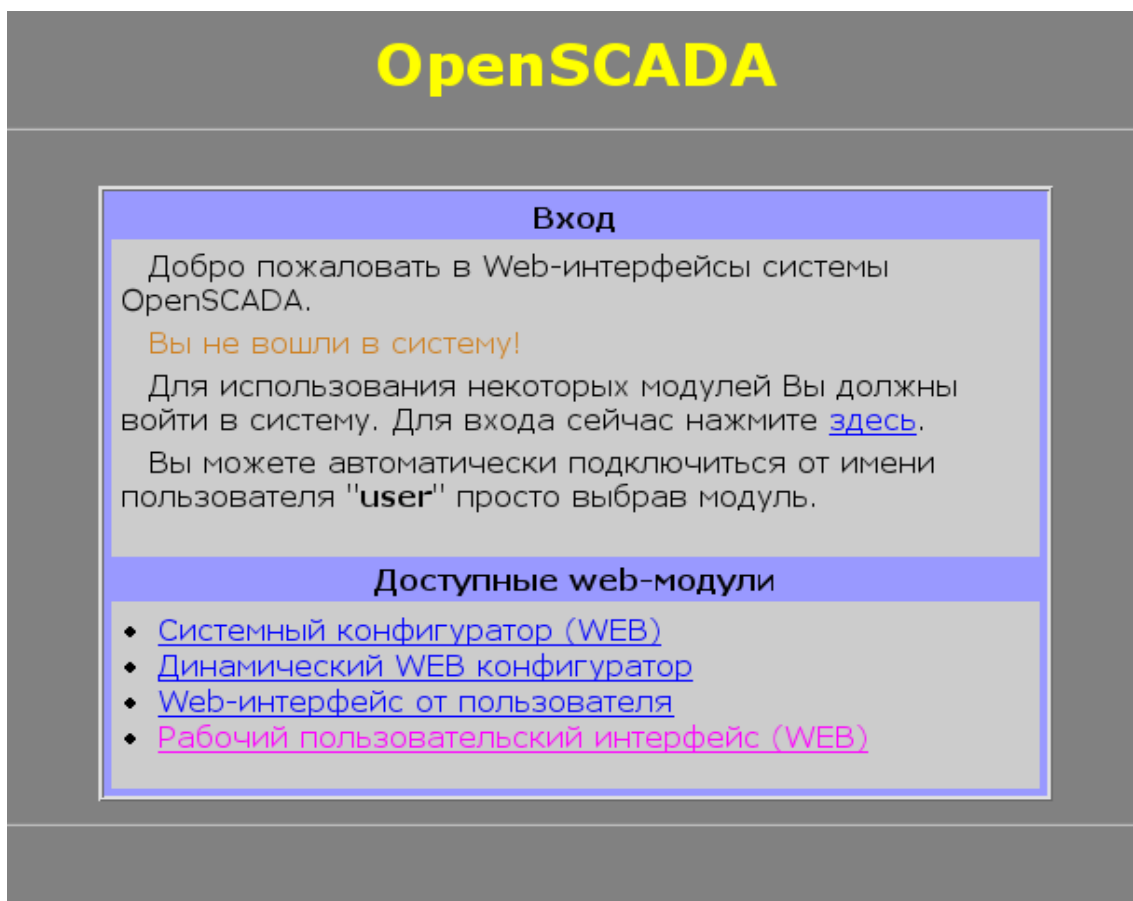 OpenSCADA
Вход
Добро пожаловать в Web-интерфейсы системы
OpenSCADA.
Вы не вошли в систему!
Для использования некоторых модулей Вы должны
войти в систему. Для входа сейчас нажмите здесь.
Вы можете автоматически подключиться от имени
пользователя "user" просто выбрав модуль.
Доступные web-модули
• Системный конфигуратор (WEB)
• Динамический WEB конфигуратор
• Web-интерфейс от пользователя
• Рабочий пользовательский интерфейс (WEB)